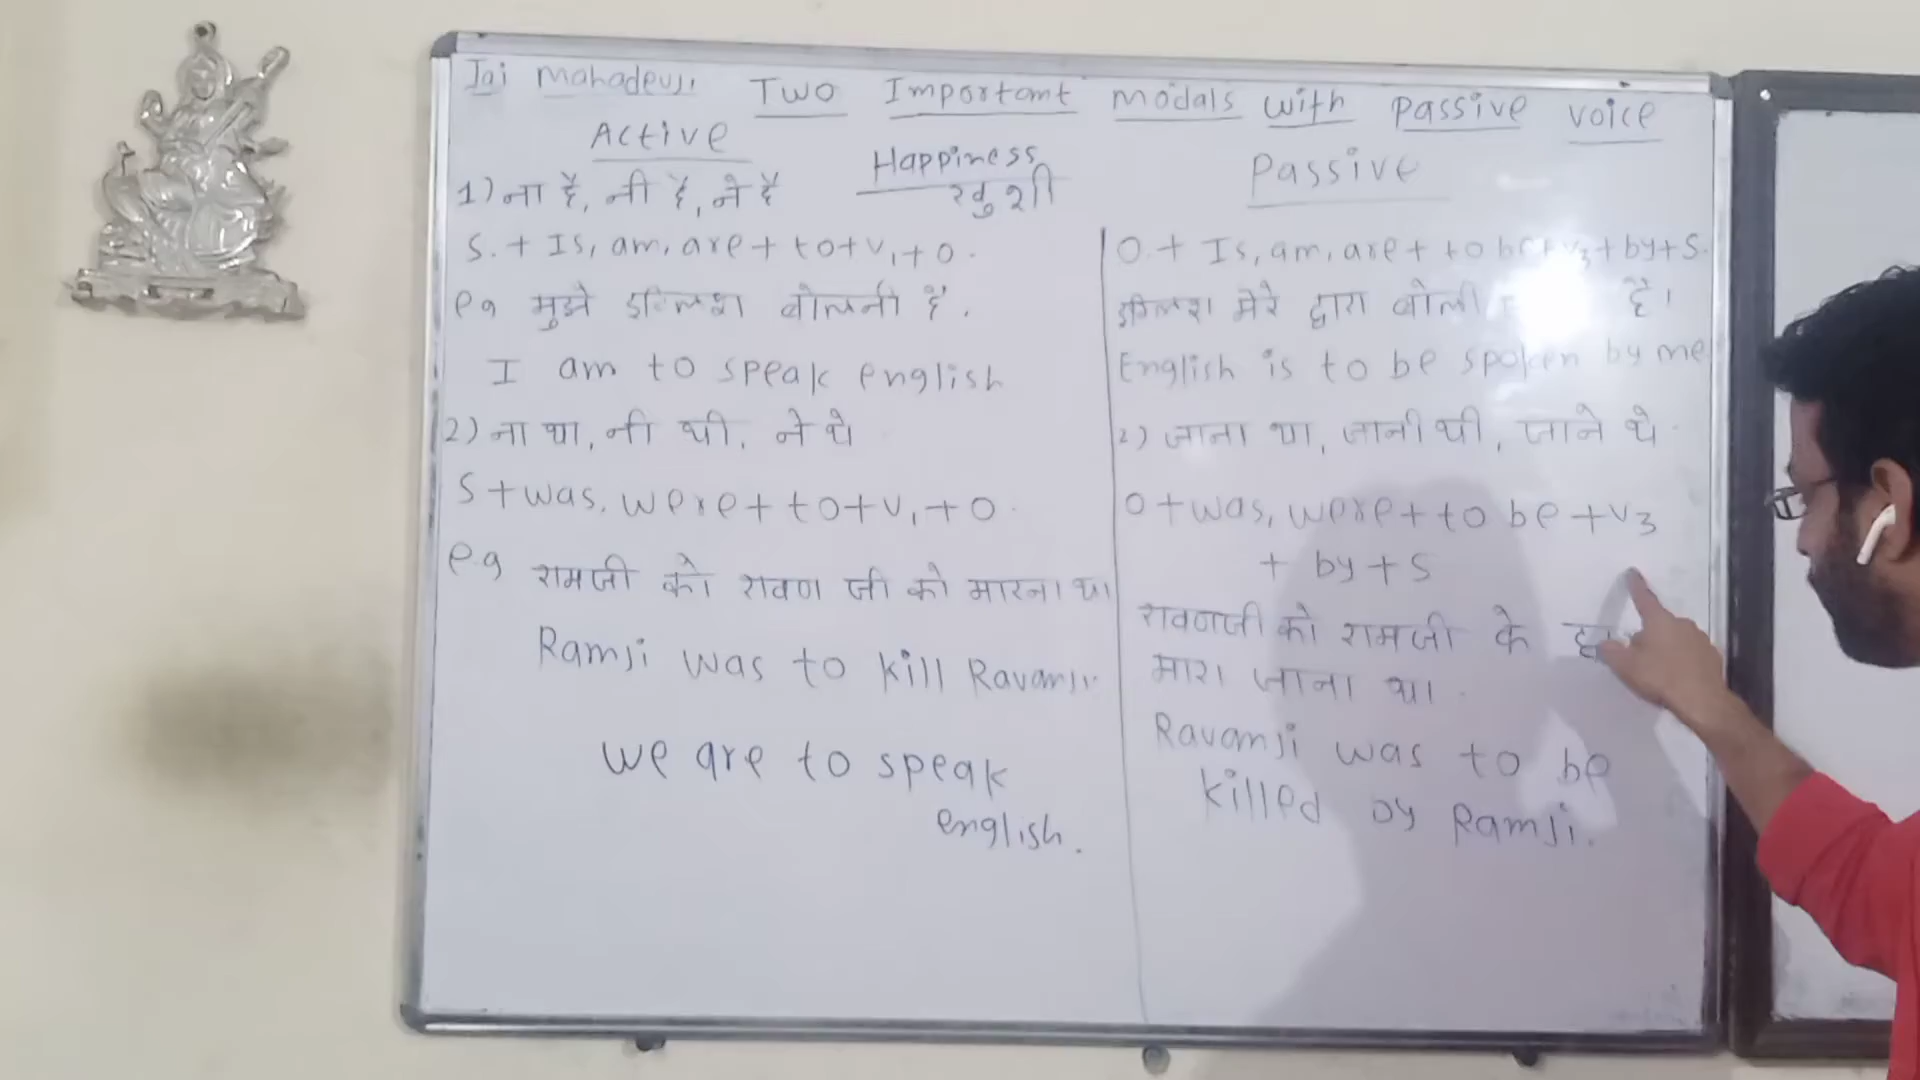 Jai Mahadevji Two Important Modals with Passive voice
Active
Happiness
खुशी
Passive
1) ना है, नी है, ने है
S. + Is, am, are + to + V1 + O.
eg मुझे इंग्लिश बोलनी है.
I am to speak english
2) ना था, नी थी, ने थे
S + was, were + to + V1 + O.
e.g रामजी को रावण जी को मारना था।
Ramji was to kill Ravanji.
we are to speak
english.
O. + Is, am, are + to be + V3 + by + S.
इंग्लिश मेरे द्वारा बोली है।
English is to be spoken by me
2) जाना था, जानी थी, जाने थे
O + was, were + to be + V3
+ by + S
रावणजी को रामजी के
मारा जाना था.
Ravanji was to be
killed by Ramji.